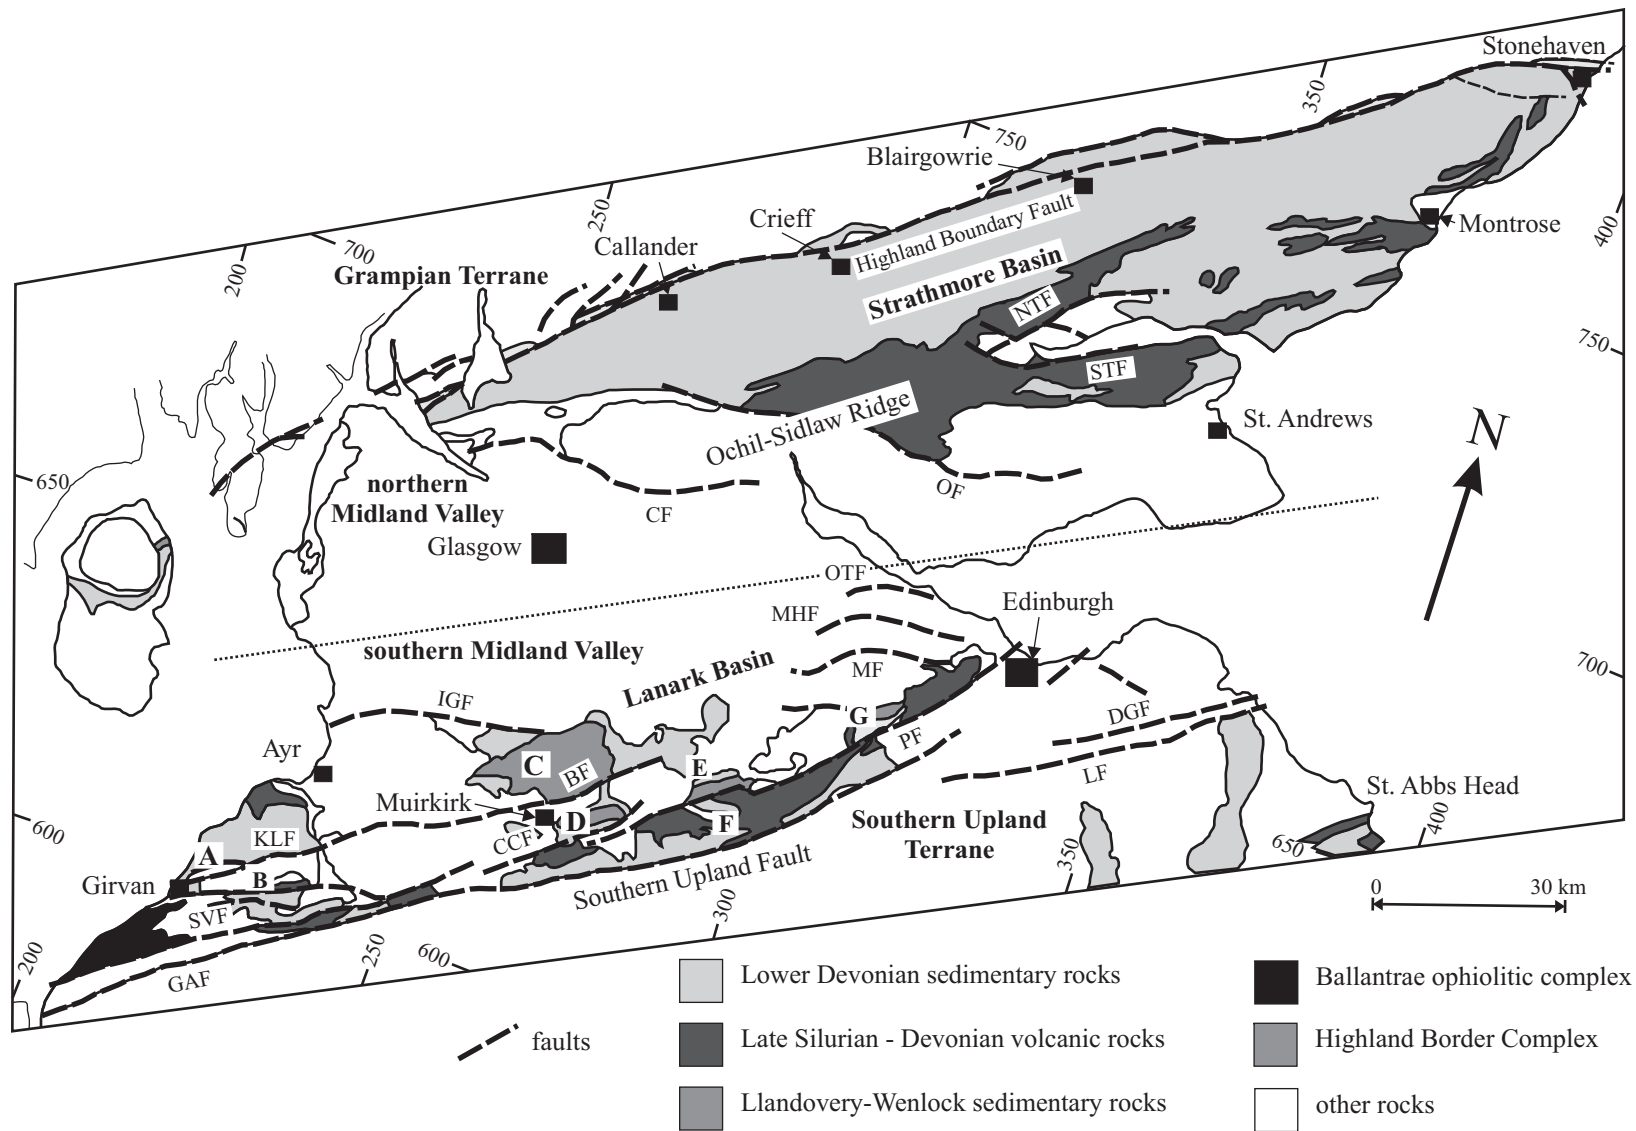 Stonehaven
350
750
Blairgowrie
250
Crieff
Highland Boundary Fault
400
Montrose
700
200
Callander
Grampian Terrane
Strathmore Basin
NTF
750
STF
Ochil-Sidlaw Ridge
St. Andrews
N
650
northern
Midland Valley
OF
CF
Glasgow
OTF
MHF
Edinburgh
southern Midland Valley
Lanark Basin
MF
700
IGF
G
DGF
PF
Ayr
C
BF
E
LF
St. Abbs Head
Muirkirk
600
D
F
Southern Upland
Terrane
400
KLF
CCF
650
350
A
Girvan
B
Southern Upland Fault
0 30 km
SVF
300
200
GAF
250
600
faults
Lower Devonian sedimentary rocks
Late Silurian - Devonian volcanic rocks
Llandovery-Wenlock sedimentary rocks
Ballantrae ophiolitic complex
Highland Border Complex
other rocks